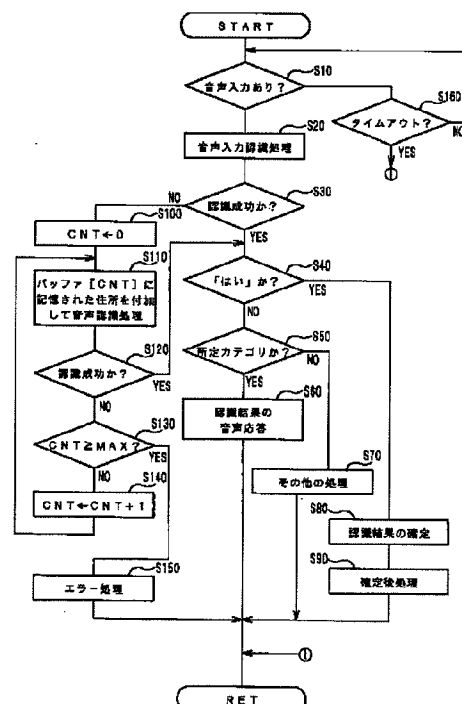 START
S10
音声入力あり?
S160
タイムアウト?
NO
YES
①
S20
音声入力認識処理
S30
認識成功か?
NO
YES
S100
CNT←0
S110
バッファ[CNT]に
記憶された住所を付加
して音声認識処理
S120
認識成功か?
YES
NO
S130
CNT≧MAX?
YES
NO
S140
CNT←CNT+1
S150
エラー処理
S40
「はい」か?
YES
NO
S50
所定カテゴリか?
NO
YES
S60
認識結果の
音声応答
S70
その他の処理
S80
認識結果の確定
S90
確定後処理
①
RET